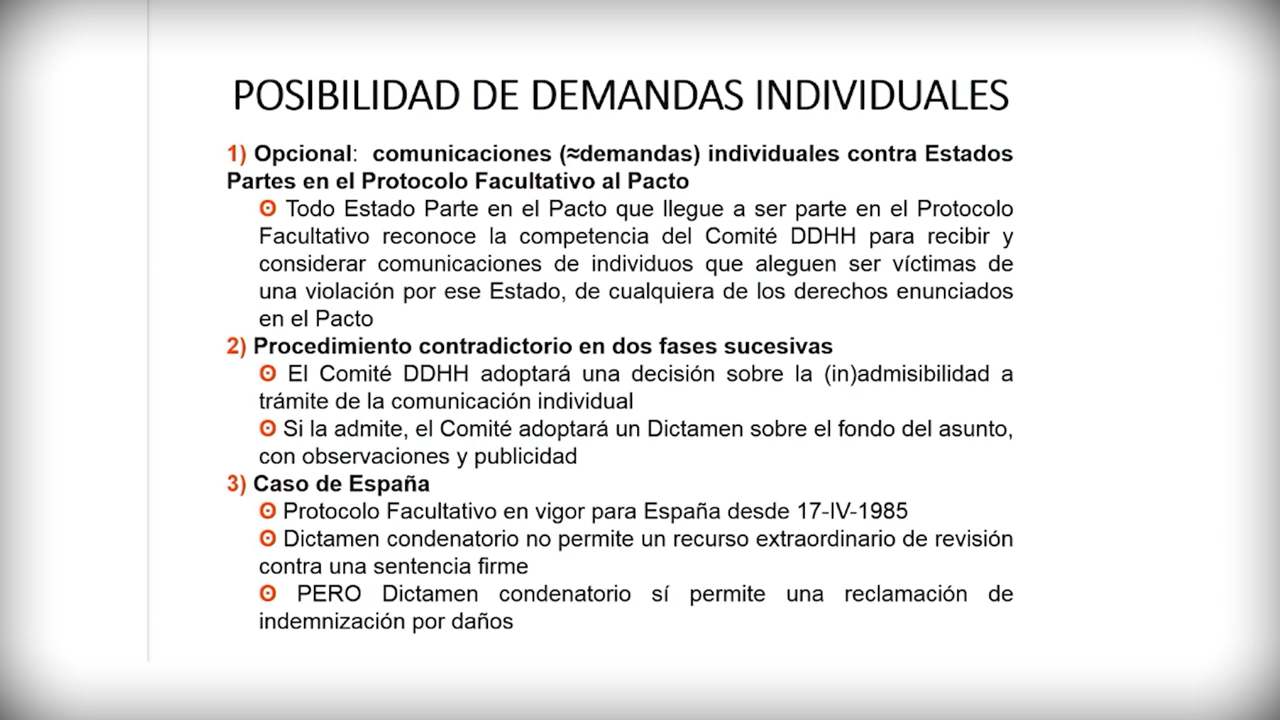 POSIBILIDAD DE DEMANDAS INDIVIDUALES
1) Opcional: comunicaciones (≈demandas) individuales contra Estados
Partes en el Protocolo Facultativo al Pacto
ʘ Todo Estado Parte en el Pacto que llegue a ser parte en el Protocolo
Facultativo reconoce la competencia del Comité DDHH para recibir y
considerar comunicaciones de individuos que aleguen ser víctimas de
una violación por ese Estado, de cualquiera de los derechos enunciados
en el Pacto
2) Procedimiento contradictorio en dos fases sucesivas
ʘ El Comité DDHH adoptará una decisión sobre la (in)admisibilidad a
trámite de la comunicación individual
ʘ Si la admite, el Comité adoptará un Dictamen sobre el fondo del asunto,
con observaciones y publicidad
3) Caso de España
ʘ Protocolo Facultativo en vigor para España desde 17-IV-1985
ʘ Dictamen condenatorio no permite un recurso extraordinario de revisión
contra una sentencia firme
ʘ PERO Dictamen condenatorio sí permite una reclamación de
indemnización por daños